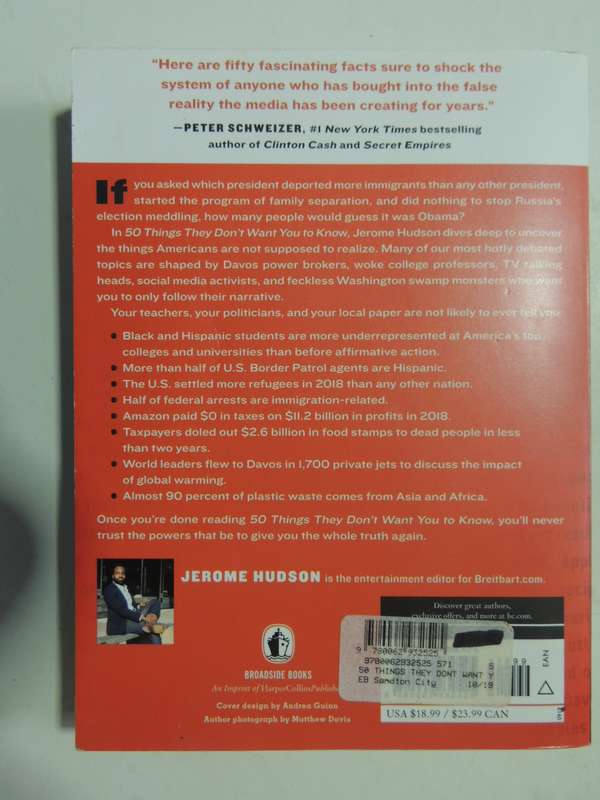 "Here are fifty fascinating facts sure to shock the
system of anyone who has bought into the false
reality the media has been creating for years."
—PETER SCHWEIZER, #1 New York Times bestselling
author of Clinton Cash and Secret Empires
If you asked which president deported more immigrants than any other president,
started the program of family separation, and did nothing to stop Russia's
election meddling, how many people would guess it was Obama?
In 50 Things They Don't Want You to Know, Jerome Hudson dives deep to uncover
the things Americans are not supposed to realize. Many of our most hotly debated
topics are shaped by Davos power brokers, woke college professors, TV talking
heads, social media activists, and feckless Washington swamp monsters who want
you to only follow their narrative.
Your teachers, your politicians, and your local paper are not likely to ever tell you:
• Black and Hispanic students are more underrepresented at America's top
colleges and universities than before affirmative action.
• More than half of U.S. Border Patrol agents are Hispanic.
• The U.S. settled more refugees in 2018 than any other nation.
• Half of federal arrests are immigration-related.
• Amazon paid $0 in taxes on $11.2 billion in profits in 2018.
• Taxpayers doled out $2.6 billion in food stamps to dead people in less
than two years.
• World leaders flew to Davos in 1,700 private jets to discuss the impact
of global warming.
• Almost 90 percent of plastic waste comes from Asia and Africa.
Once you're done reading 50 Things They Don't Want You to Know, you'll never
trust the powers that be to give you the whole truth again.
JEROME HUDSON is the entertainment editor for Breitbart.com.
BROADSIDE BOOKS
An Imprint of HarperCollinsPublish
Cover design by Andrea Guinn
Author photograph by Matthew Davis
Discover great authors,
exclusive offers, and more at hc.com.
9 780062 932525
9780062932525 571
50 THINGS THEY DONT WANT Y
EB Sandton City 10/19
5 99
EAN
USA $18.99 / $23.99 CAN